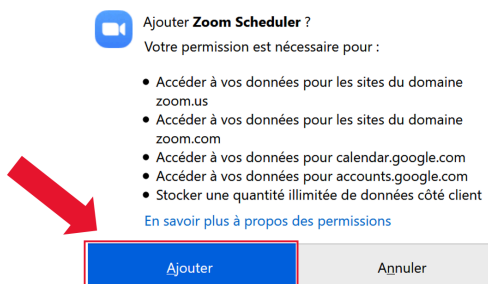 Ajouter Zoom Scheduler ?
Votre permission est nécessaire pour :
• Accéder à vos données pour les sites du domaine
zoom.us
• Accéder à vos données pour les sites du domaine
zoom.com
• Accéder à vos données pour calendar.google.com
• Accéder à vos données pour accounts.google.com
• Stocker une quantité illimitée de données côté client
En savoir plus à propos des permissions
Ajouter
Annuler